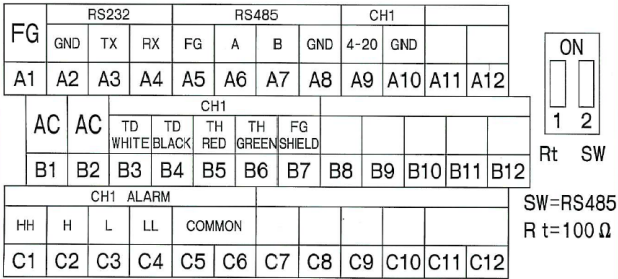 FG RS232 RS485 CH1
GND TX RX FG A B GND 4-20 GND
A1 A2 A3 A4 A5 A6 A7 A8 A9 A10 A11 A12
AC AC CH1
TD WHITE TD BLACK TH RED TH GREEN FG SHIELD
B1 B2 B3 B4 B5 B6 B7 B8 B9 B10 B11 B12
CH1 ALARM
HH H L LL COMMON
C1 C2 C3 C4 C5 C6 C7 C8 C9 C10 C11 C12
ON
1 2
Rt SW
SW=RS485
R t=100Ω